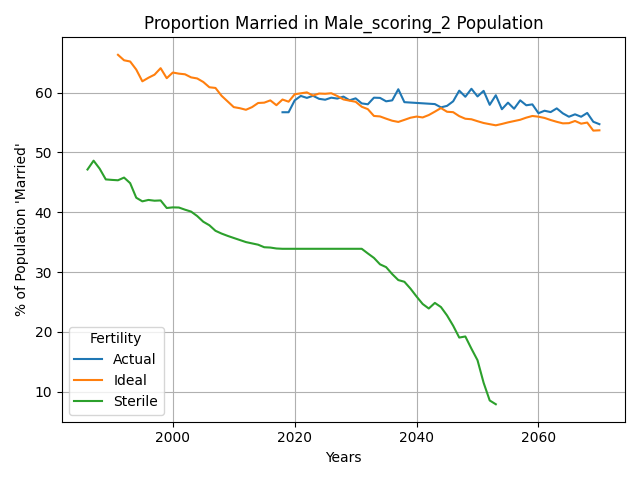 Proportion Married in Male_scoring_2 Population
% of Population 'Married'
60
50
40
30
20
10
Fertility
Actual
Ideal
Sterile
2000 2020 2040 2060
Years